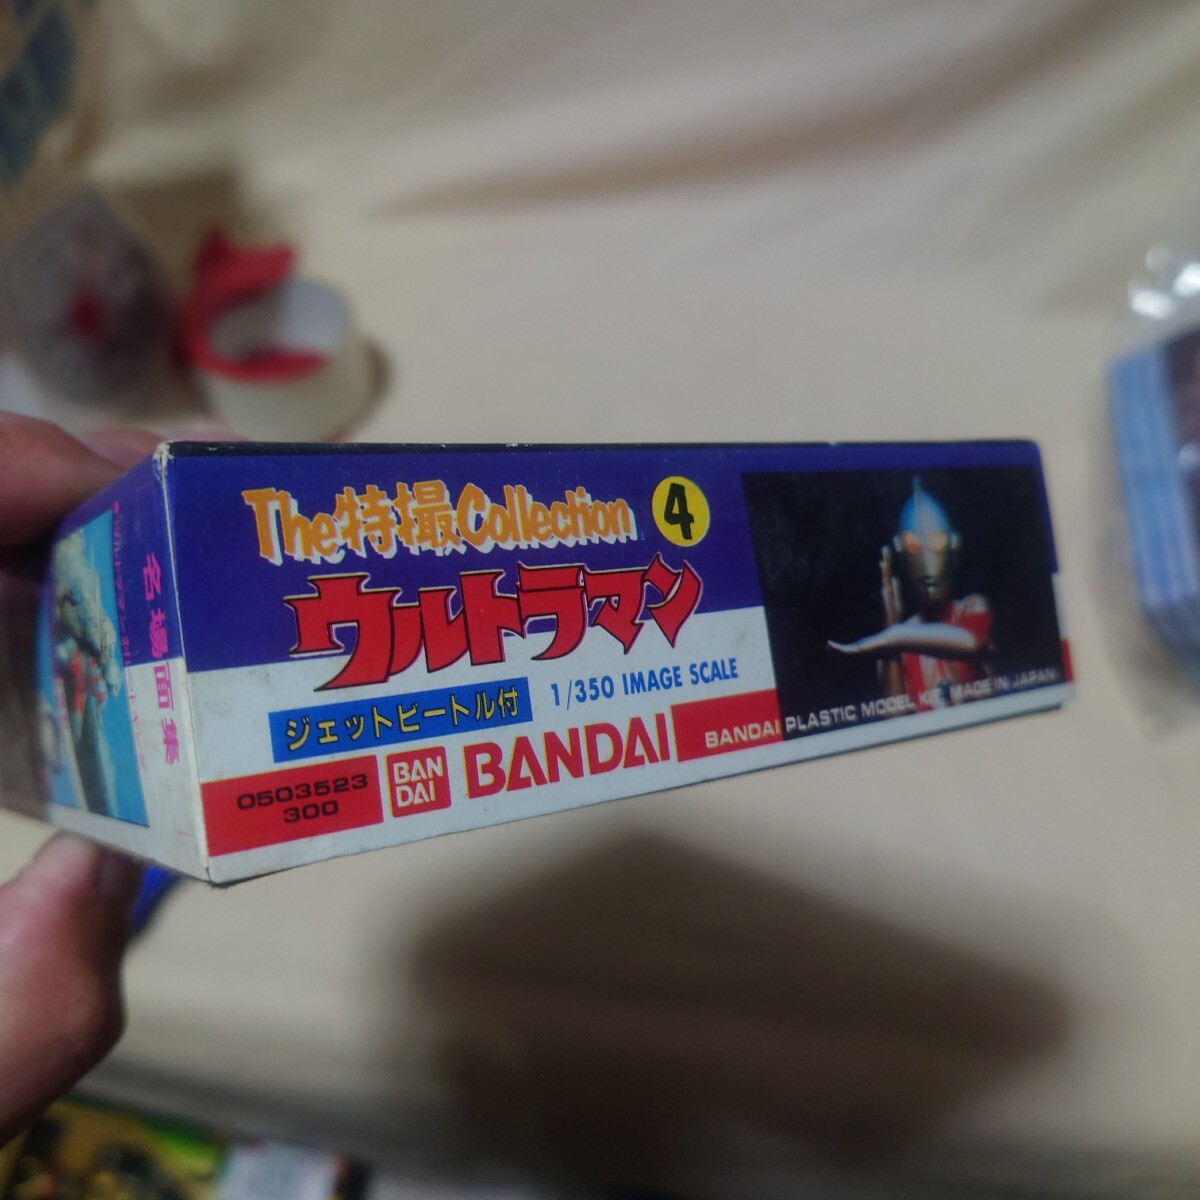 The特撮Collection 4
ウルトラマン
ジェットビートル付
1/350 IMAGE SCALE
0503523
300
BAN
DAI
BANDAI
BANDAI PLASTIC MODEL KIT MADE IN JAPAN
名場面集